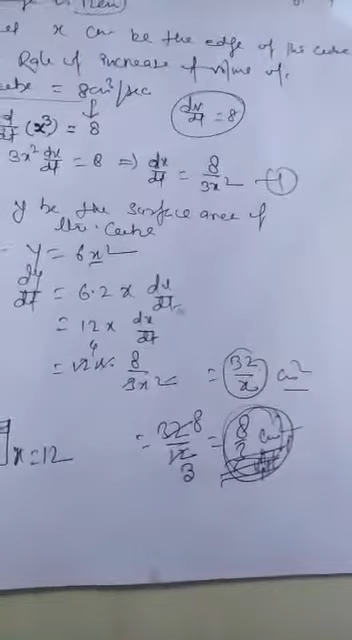 x cm be the edge of the cube
Rate of increase of volume of
cube = 8cm³/sec
d/dt (x³) = 8
dv/dt = 8
3x² dx/dt = 8 ⇒ dx/dt = 8/3x² —①
y be the surface area of
the cube
y = 6x²
dy/dt = 6.2 x dx/dt
= 12x dx/dt
= 12x. 8/3x² = 32/x cm²
x = 12
= 32/12 = 8/3 cm²